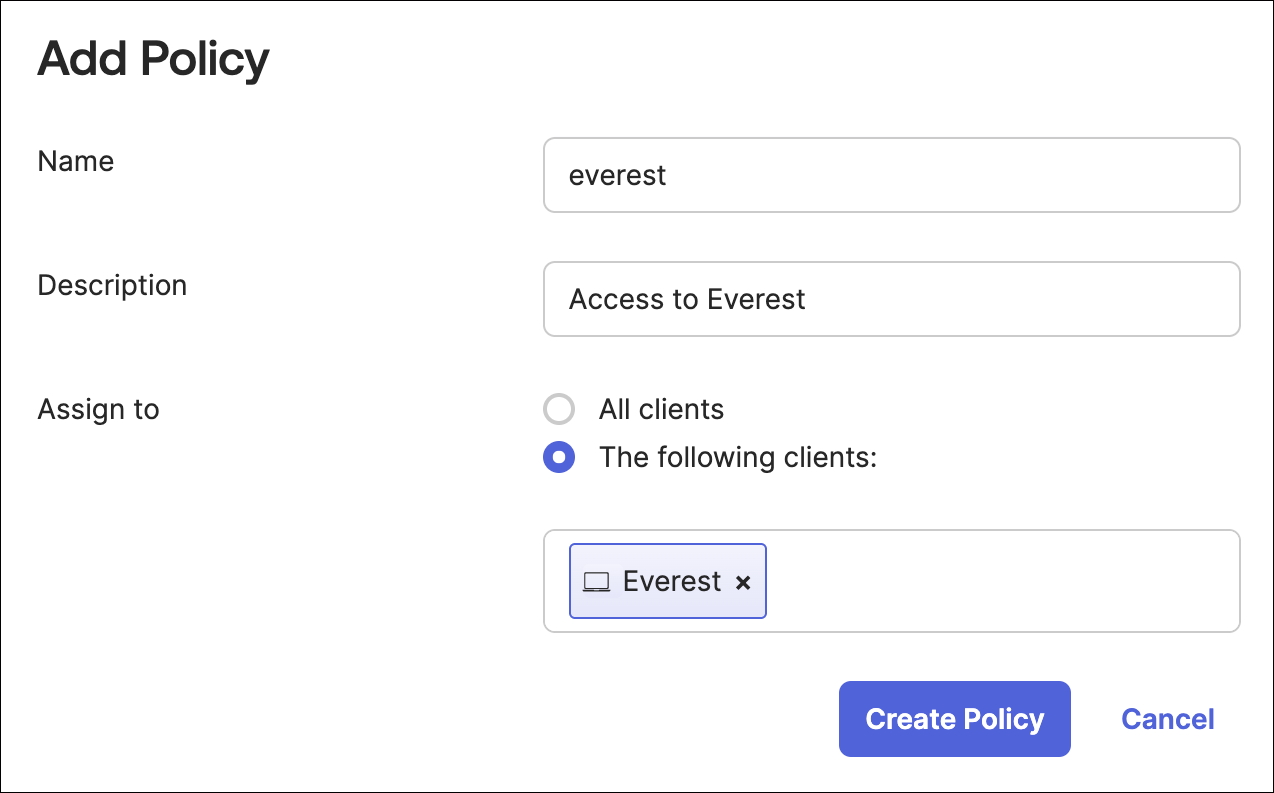 Add Policy
Name
everest
Description
Access to Everest
Assign to
All clients
The following clients:
Everest ×
Create Policy
Cancel